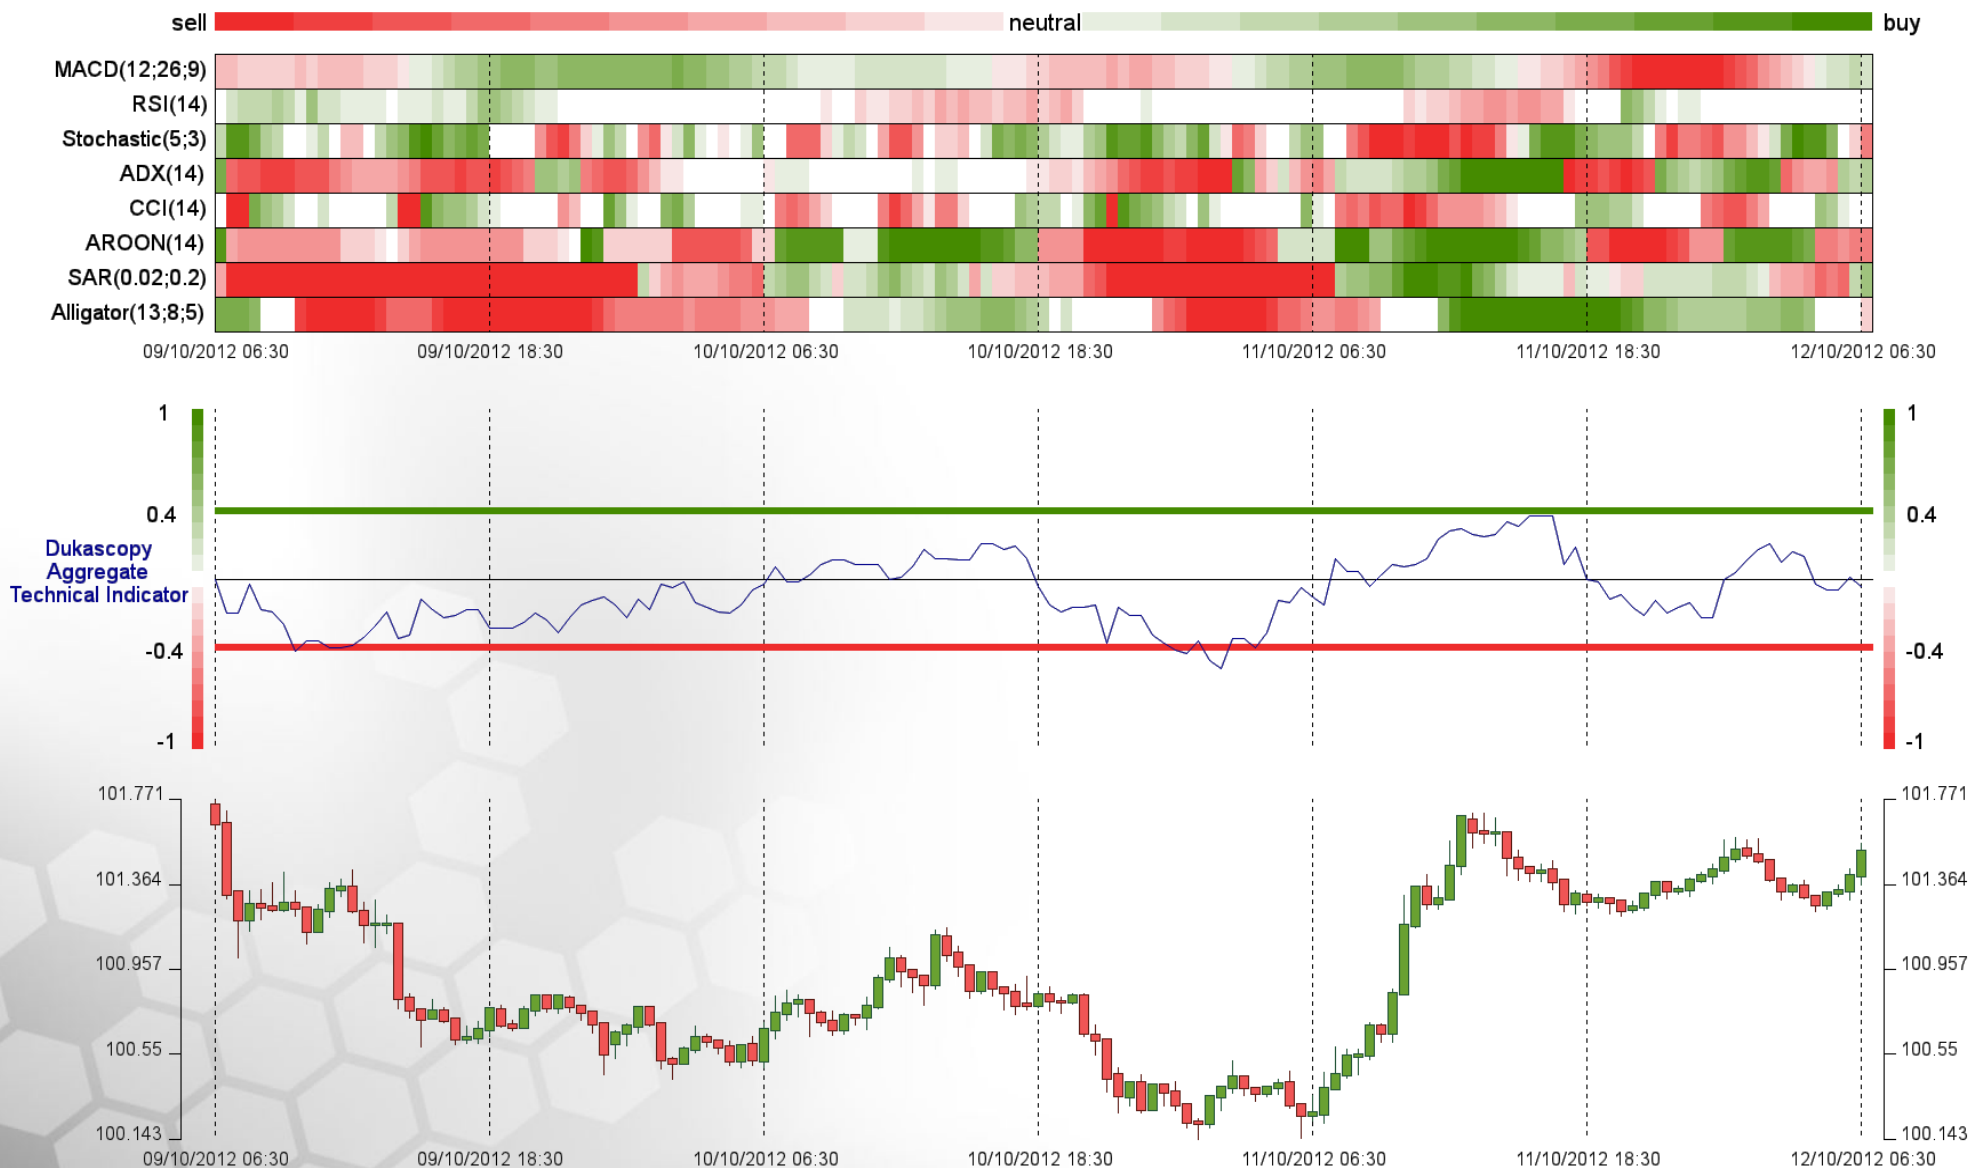 sell neutral buy
MACD(12;26;9)
RSI(14)
Stochastic(5;3)
ADX(14)
CCI(14)
AROON(14)
SAR(0.02;0.2)
Alligator(13;8;5)
09/10/2012 06:30 09/10/2012 18:30 10/10/2012 06:30 10/10/2012 18:30 11/10/2012 06:30 11/10/2012 18:30 12/10/2012 06:30
1 1
0.4 0.4
Dukascopy
Aggregate
Technical Indicator
-0.4 -0.4
-1 -1
101.771 101.771
101.364 101.364
100.957 100.957
100.55 100.55
100.143 100.143
09/10/2012 06:30 09/10/2012 18:30 10/10/2012 06:30 10/10/2012 18:30 11/10/2012 06:30 11/10/2012 18:30 12/10/2012 06:30